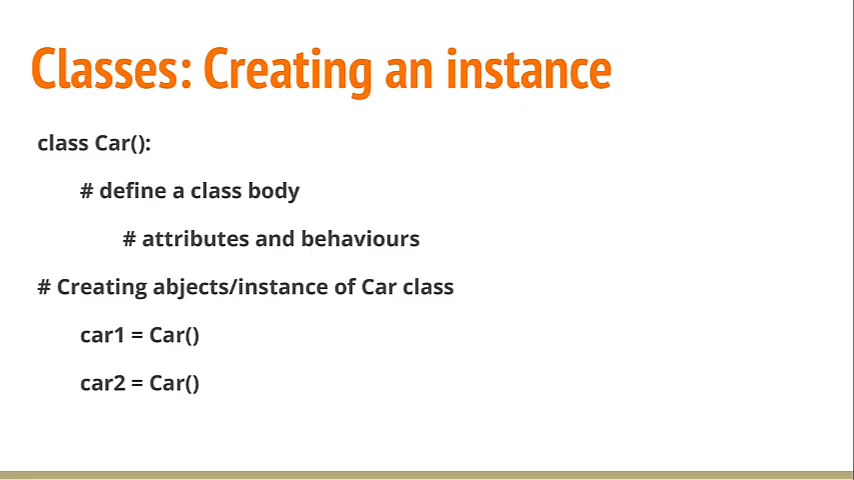 Classes: Creating an instance
class Car():
# define a class body
# attributes and behaviours
# Creating abjects/instance of Car class
car1 = Car()
car2 = Car()